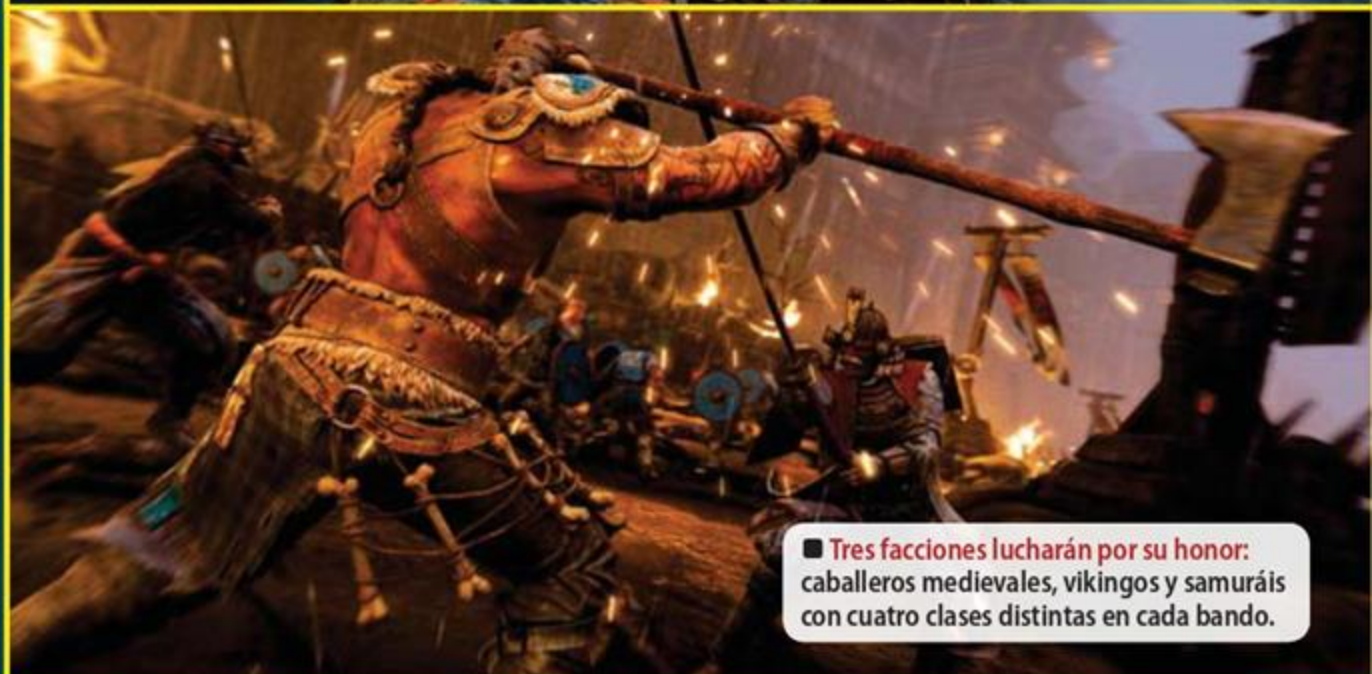 ■ Tres facciones lucharán por su honor:
caballeros medievales, vikingos y samuráis
con cuatro clases distintas en cada bando.